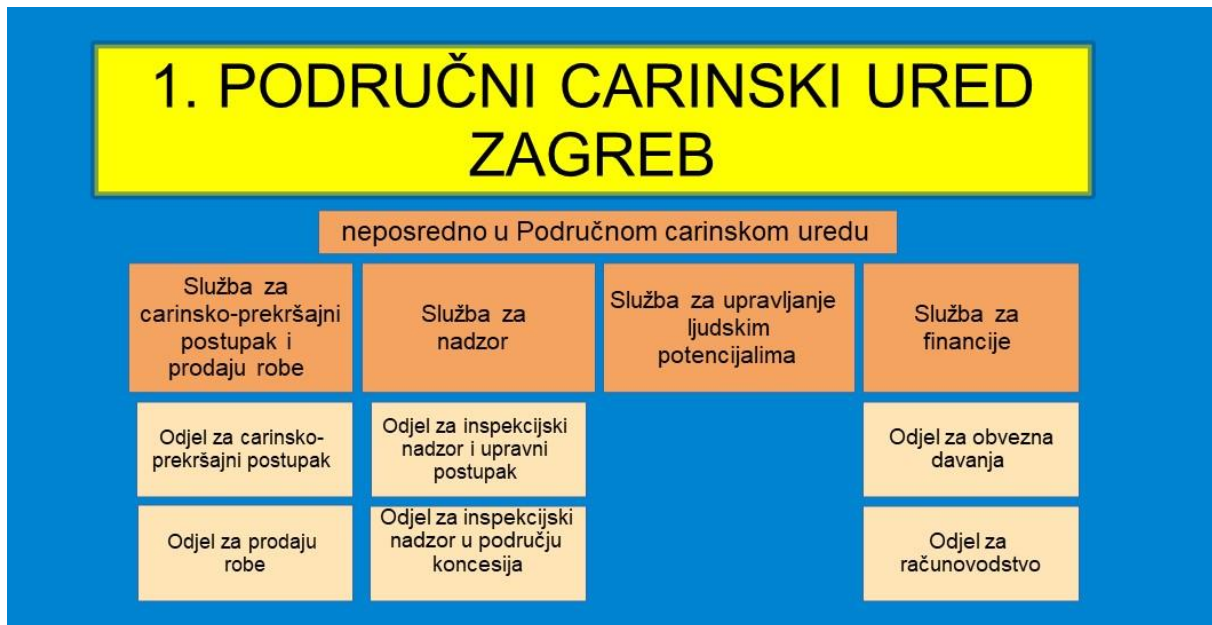 1. PODRUČNI CARINSKI URED
ZAGREB
neposredno u Područnom carinskom uredu
Služba za
carinsko-prekršajni
postupak i
prodaju robe
Služba za
nadzor
Služba za upravljanje
ljudskim
potencijalima
Služba za
financije
Odjel za carinsko-
prekršajni postupak
Odjel za inspekcijski
nadzor i upravni
postupak
Odjel za obvezna
davanja
Odjel za prodaju
robe
Odjel za inspekcijski
nadzor u području
koncesija
Odjel za
računovodstvo